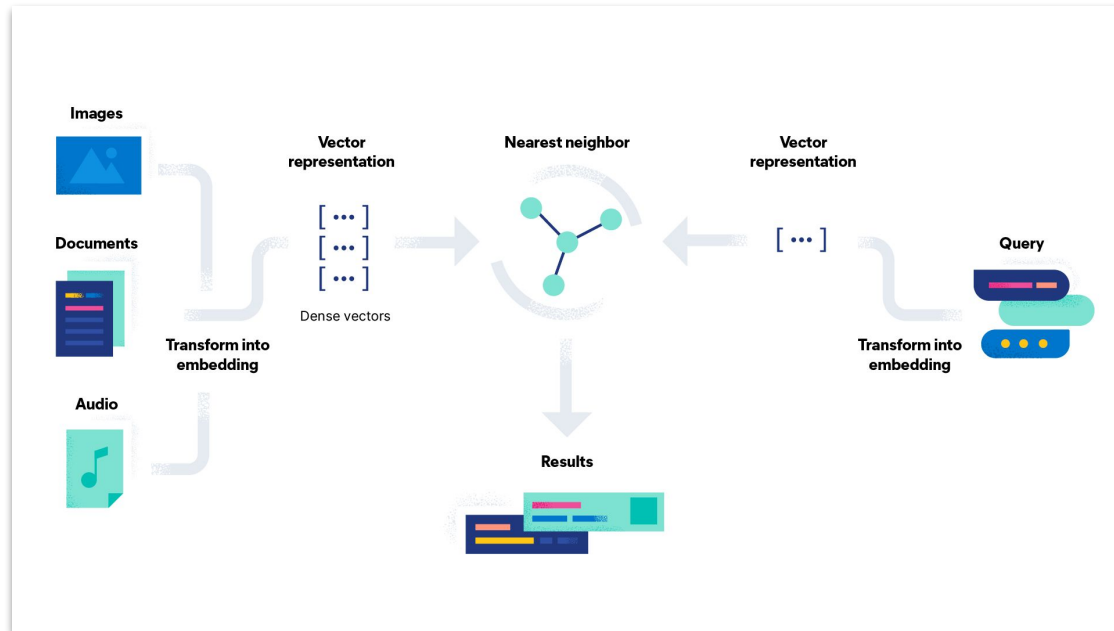 Images
Documents
Audio
Transform into
embedding
Vector
representation
[...]
[...]
[...]
Dense vectors
Nearest neighbor
Results
Vector
representation
[...]
Transform into
embedding
Query